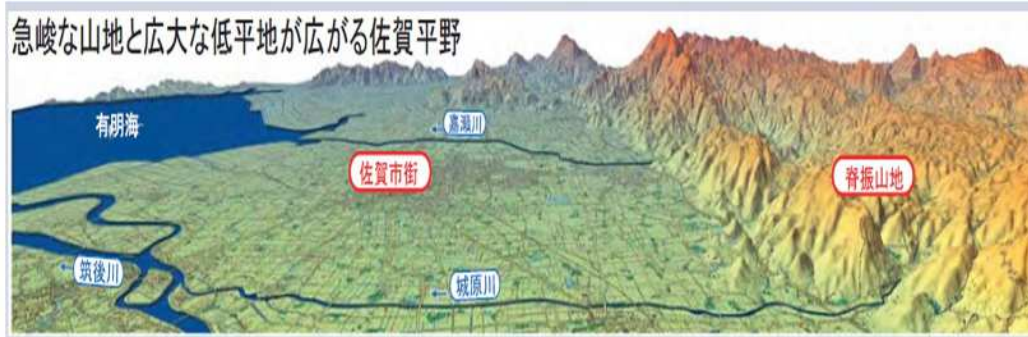 急峻な山地と広大な低平地が広がる佐賀平野
有明海
嘉瀬川
佐賀市街
脊振山地
筑後川
城原川